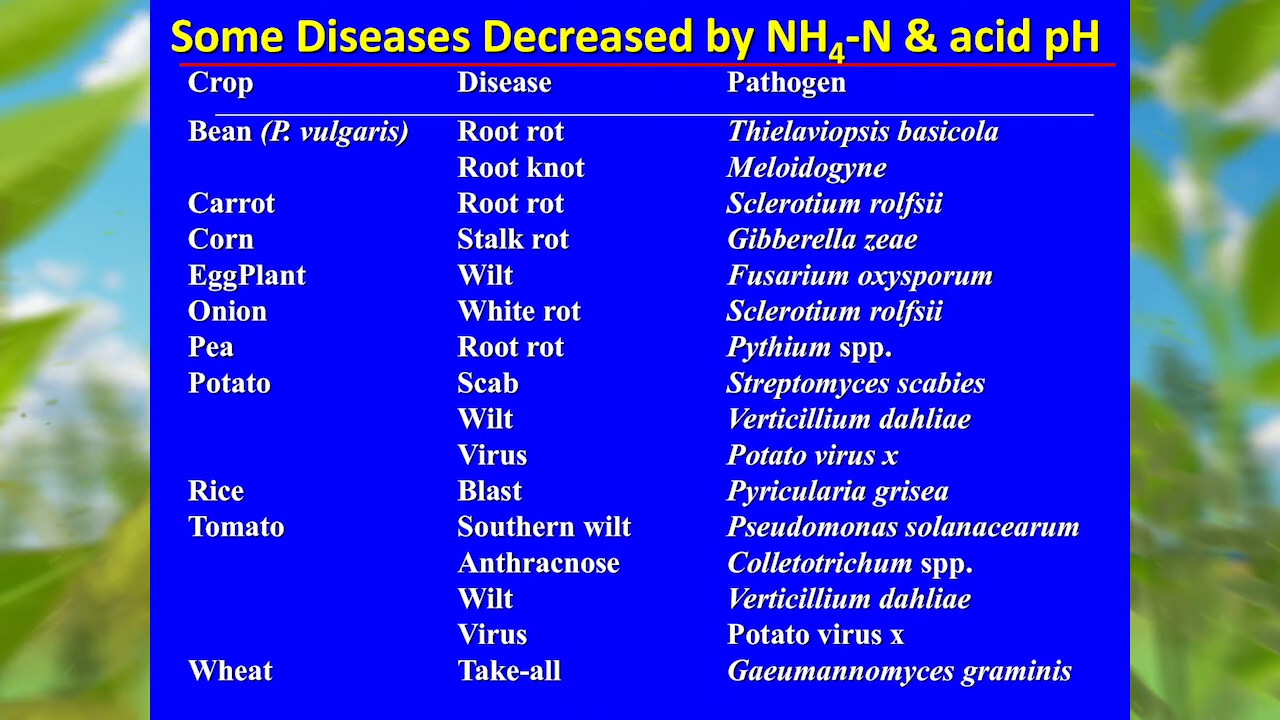 Some Diseases Decreased by NH4-N & acid pH
Crop Disease Pathogen
Bean (P. vulgaris) Root rot Thielaviopsis basicola
Root knot Meloidogyne
Carrot Root rot Sclerotium rolfsii
Corn Stalk rot Gibberella zeae
EggPlant Wilt Fusarium oxysporum
Onion White rot Sclerotium rolfsii
Pea Root rot Pythium spp.
Potato Scab Streptomyces scabies
Wilt Verticillium dahliae
Virus Potato virus x
Rice Blast Pyricularia grisea
Tomato Southern wilt Pseudomonas solanacearum
Anthracnose Colletotrichum spp.
Wilt Verticillium dahliae
Virus Potato virus x
Wheat Take-all Gaeumannomyces graminis